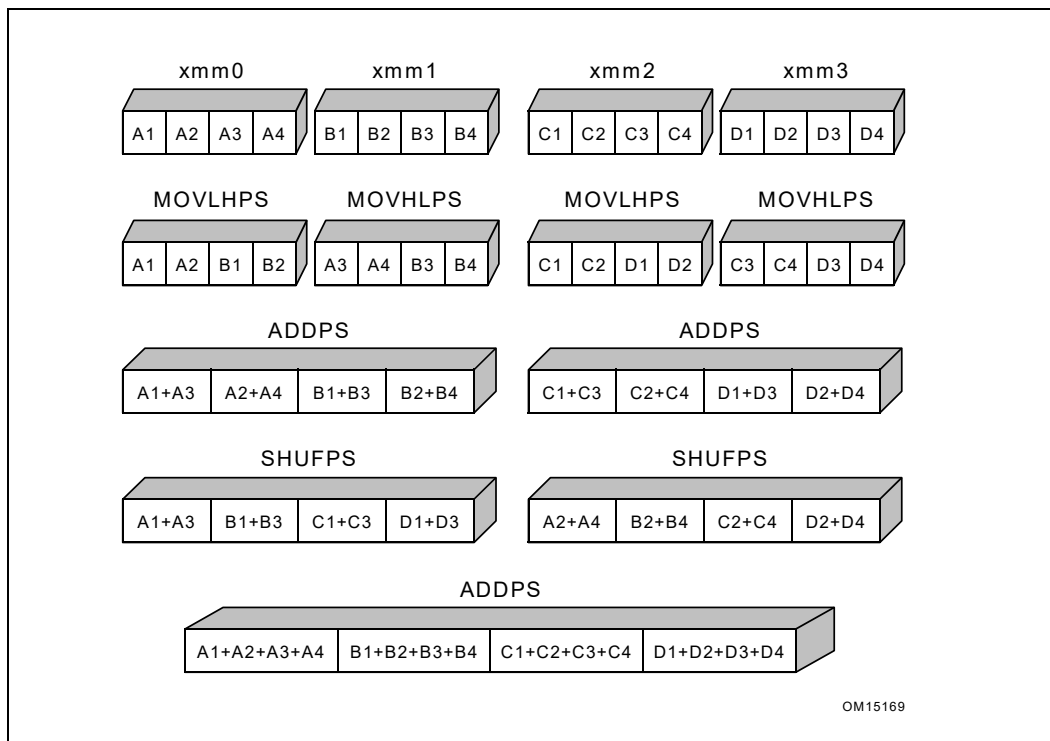 xmm0 xmm1 xmm2 xmm3
A1 A2 A3 A4 B1 B2 B3 B4 C1 C2 C3 C4 D1 D2 D3 D4
MOVLHPS MOVHLPS MOVLHPS MOVHLPS
A1 A2 B1 B2 A3 A4 B3 B4 C1 C2 D1 D2 C3 C4 D3 D4
ADDPS ADDPS
A1+A3 A2+A4 B1+B3 B2+B4 C1+C3 C2+C4 D1+D3 D2+D4
SHUFPS SHUFPS
A1+A3 B1+B3 C1+C3 D1+D3 A2+A4 B2+B4 C2+C4 D2+D4
ADDPS
A1+A2+A3+A4 B1+B2+B3+B4 C1+C2+C3+C4 D1+D2+D3+D4
OM15169